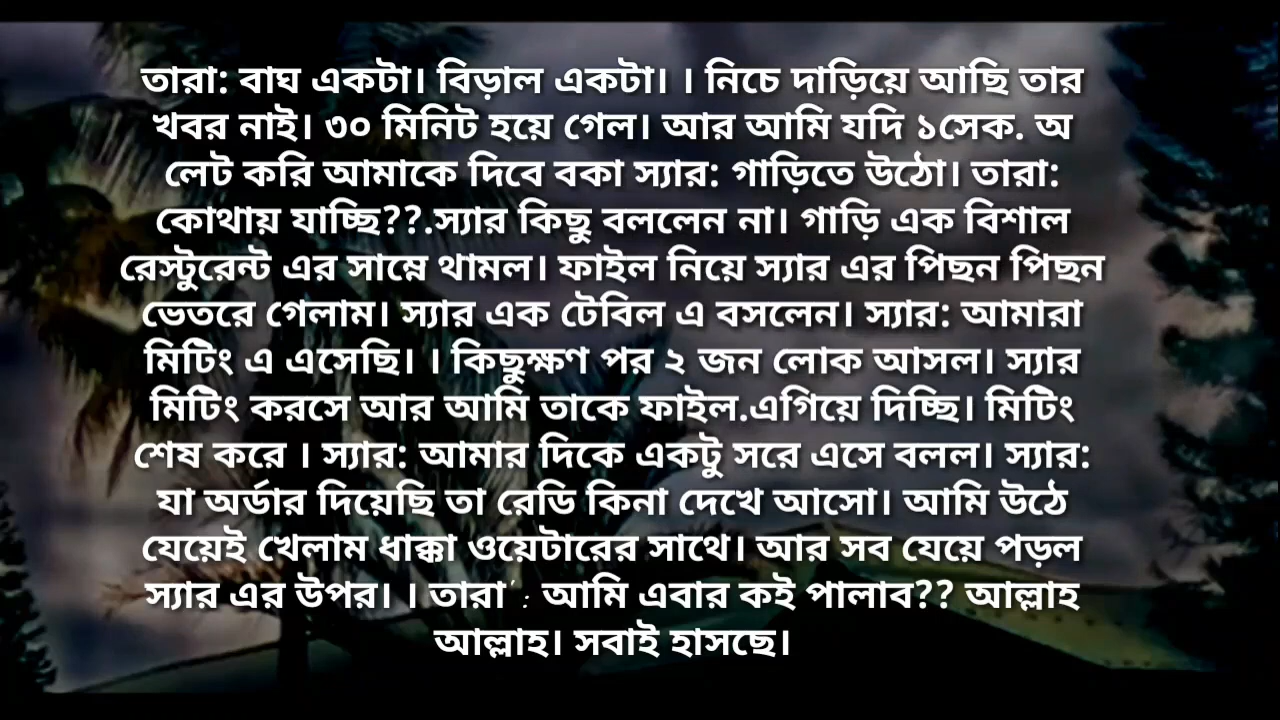 তারা: বাঘ একটা। বিড়াল একটা। । নিচে দাড়িয়ে আছি তার
খবর নাই। ৩০ মিনিট হয়ে গেল। আর আমি যদি ১সেক. অ
লেট করি আমাকে দিবে বকা স্যার: গাড়িতে উঠো। তারা:
কোথায় যাচ্ছি??.স্যার কিছু বললেন না। গাড়ি এক বিশাল
রেস্টুরেন্ট এর সাম্নে থামল। ফাইল নিয়ে স্যার এর পিছন পিছন
ভেতরে গেলাম। স্যার এক টেবিল এ বসলেন। স্যার: আমারা
মিটিং এ এসেছি। । কিছুক্ষণ পর ২ জন লোক আসল। স্যার
মিটিং করসে আর আমি তাকে ফাইল.এগিয়ে দিচ্ছি। মিটিং
শেষ করে । স্যার: আমার দিকে একটু সরে এসে বলল। স্যার:
যা অর্ডার দিয়েছি তা রেডি কিনা দেখে আসো। আমি উঠে
যেয়েই খেলাম ধাক্কা ওয়েটারের সাথে। আর সব যেয়ে পড়ল
স্যার এর উপর। । তারা´: আমি এবার কই পালাব?? আল্লাহ
আল্লাহ। সবাই হাসছে।